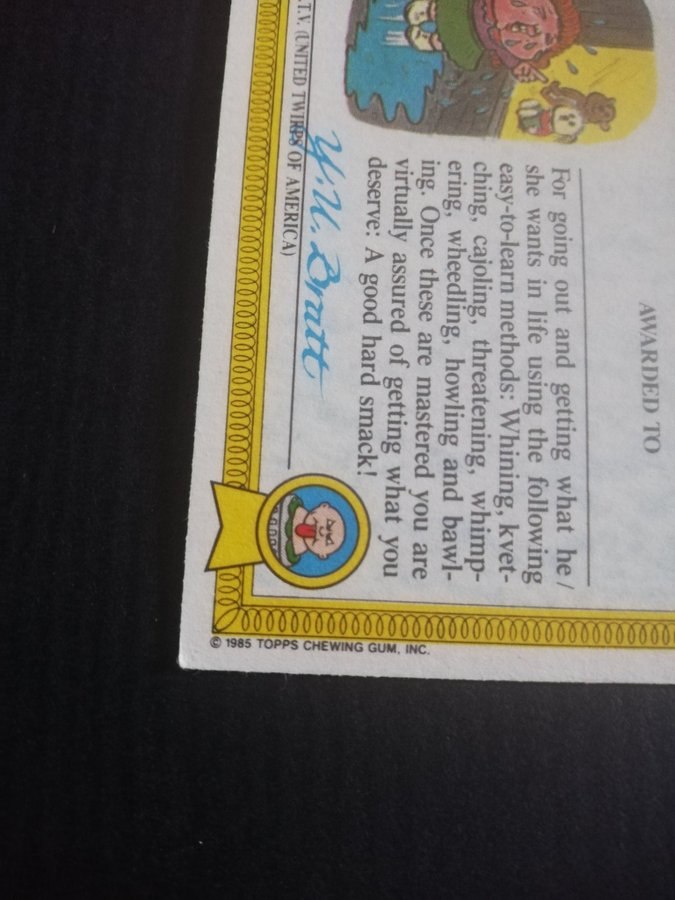 AWARDED TO
For going out and getting what he /
she wants in life using the following
easy-to-learn methods: Whining, kvet-
ching, cajoling, threatening, whimp-
ering, wheedling, howling and bawl-
ing. Once these are mastered you are
virtually assured of getting what you
deserve: A good hard smack!
Y. U. Bratt
T.V. (UNITED TWIRPS OF AMERICA)
© 1985 TOPPS CHEWING GUM, INC.